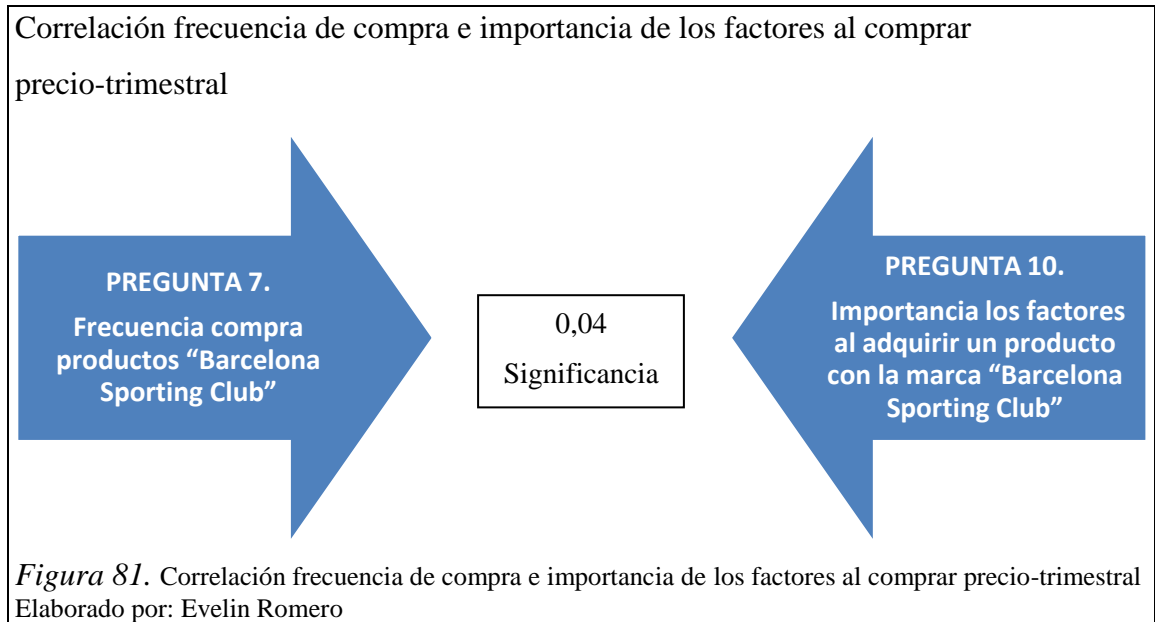 Correlación frecuencia de compra e importancia de los factores al comprar
precio-trimestral
PREGUNTA 7.
Frecuencia compra
productos “Barcelona
Sporting Club”
0,04
Significancia
PREGUNTA 10.
Importancia los factores
al adquirir un producto
con la marca “Barcelona
Sporting Club”
Figura 81. Correlación frecuencia de compra e importancia de los factores al comprar precio-trimestral
Elaborado por: Evelin Romero